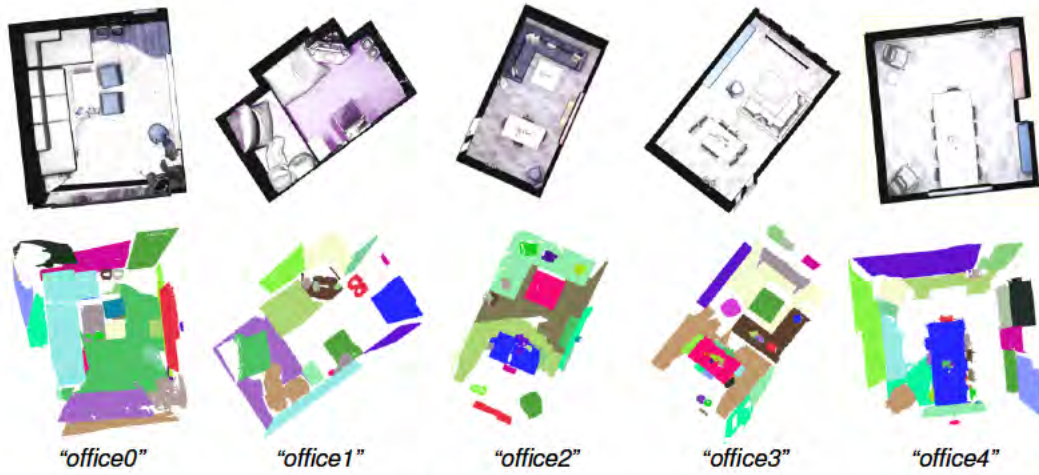 “office0”
“office1”
“office2”
“office3”
“office4”